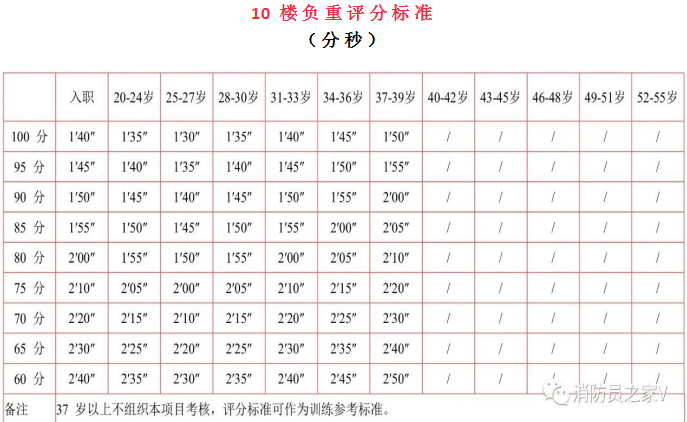 10 楼负重评分标准
（分秒）
入职 20-24岁 25-27岁 28-30岁 31-33岁 34-36岁 37-39岁 40-42岁 43-45岁 46-48岁 49-51岁 52-55岁
100 分 1′40″ 1′35″ 1′30″ 1′35″ 1′40″ 1′45″ 1′50″ / / / / /
95 分 1′45″ 1′40″ 1′35″ 1′40″ 1′45″ 1′50″ 1′55″ / / / / /
90 分 1′50″ 1′45″ 1′40″ 1′45″ 1′50″ 1′55″ 2′00″ / / / / /
85 分 1′55″ 1′50″ 1′45″ 1′50″ 1′55″ 2′00″ 2′05″ / / / / /
80 分 2′00″ 1′55″ 1′50″ 1′55″ 2′00″ 2′05″ 2′10″ / / / / /
75 分 2′10″ 2′05″ 2′00″ 2′05″ 2′10″ 2′15″ 2′20″ / / / / /
70 分 2′20″ 2′15″ 2′10″ 2′15″ 2′20″ 2′25″ 2′30″ / / / / /
65 分 2′30″ 2′25″ 2′20″ 2′25″ 2′30″ 2′35″ 2′40″ / / / / /
60 分 2′40″ 2′35″ 2′30″ 2′35″ 2′40″ 2′45″ 2′50″ / / / / /
备注 37 岁以上不组织本项目考核，评分标准可作为训练参考标准。
消防员之家V